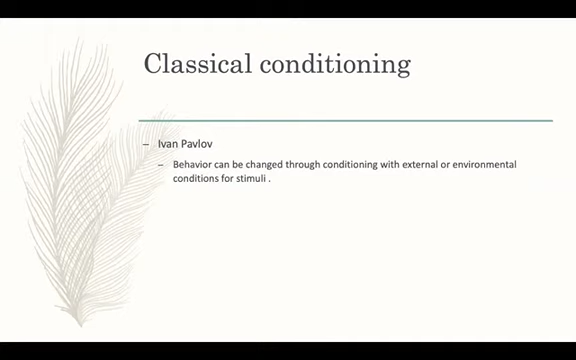 Classical conditioning
– Ivan Pavlov
– Behavior can be changed through conditioning with external or environmental
conditions for stimuli .